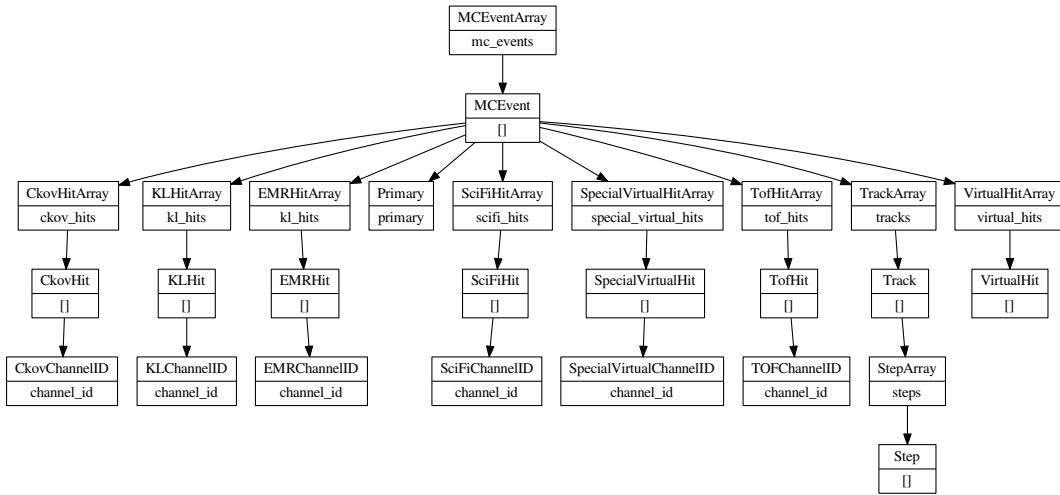 MCEventArray
mc_events
MCEvent
[]
CkovHitArray
ckov_hits
KLHitArray
kl_hits
EMRHitArray
kl_hits
Primary
primary
SciFiHitArray
scifi_hits
SpecialVirtualHitArray
special_virtual_hits
TofHitArray
tof_hits
TrackArray
tracks
VirtualHitArray
virtual_hits
CkovHit
[]
KLHit
[]
EMRHit
[]
SciFiHit
[]
SpecialVirtualHit
[]
TofHit
[]
Track
[]
VirtualHit
[]
CkovChannelID
channel_id
KLChannelID
channel_id
EMRChannelID
channel_id
SciFiChannelID
channel_id
SpecialVirtualChannelID
channel_id
TOFChannelID
channel_id
StepArray
steps
Step
[]